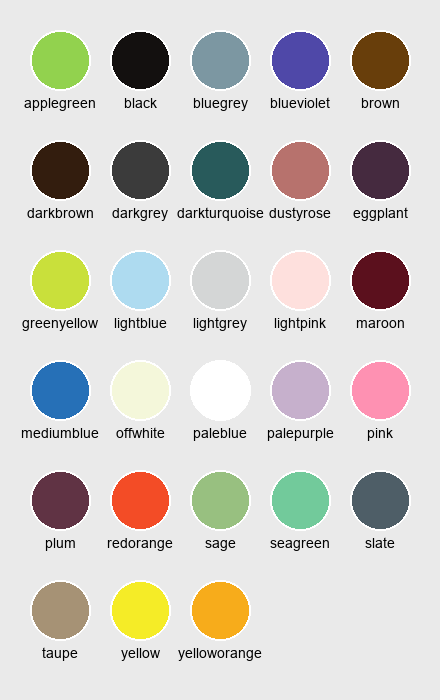 applegreen black bluegrey blueviolet brown
darkbrown darkgrey darkturquoise dustyrose eggplant
greenyellow lightblue lightgrey lightpink maroon
mediumblue offwhite paleblue palepurple pink
plum redorange sage seagreen slate
taupe yellow yelloworange